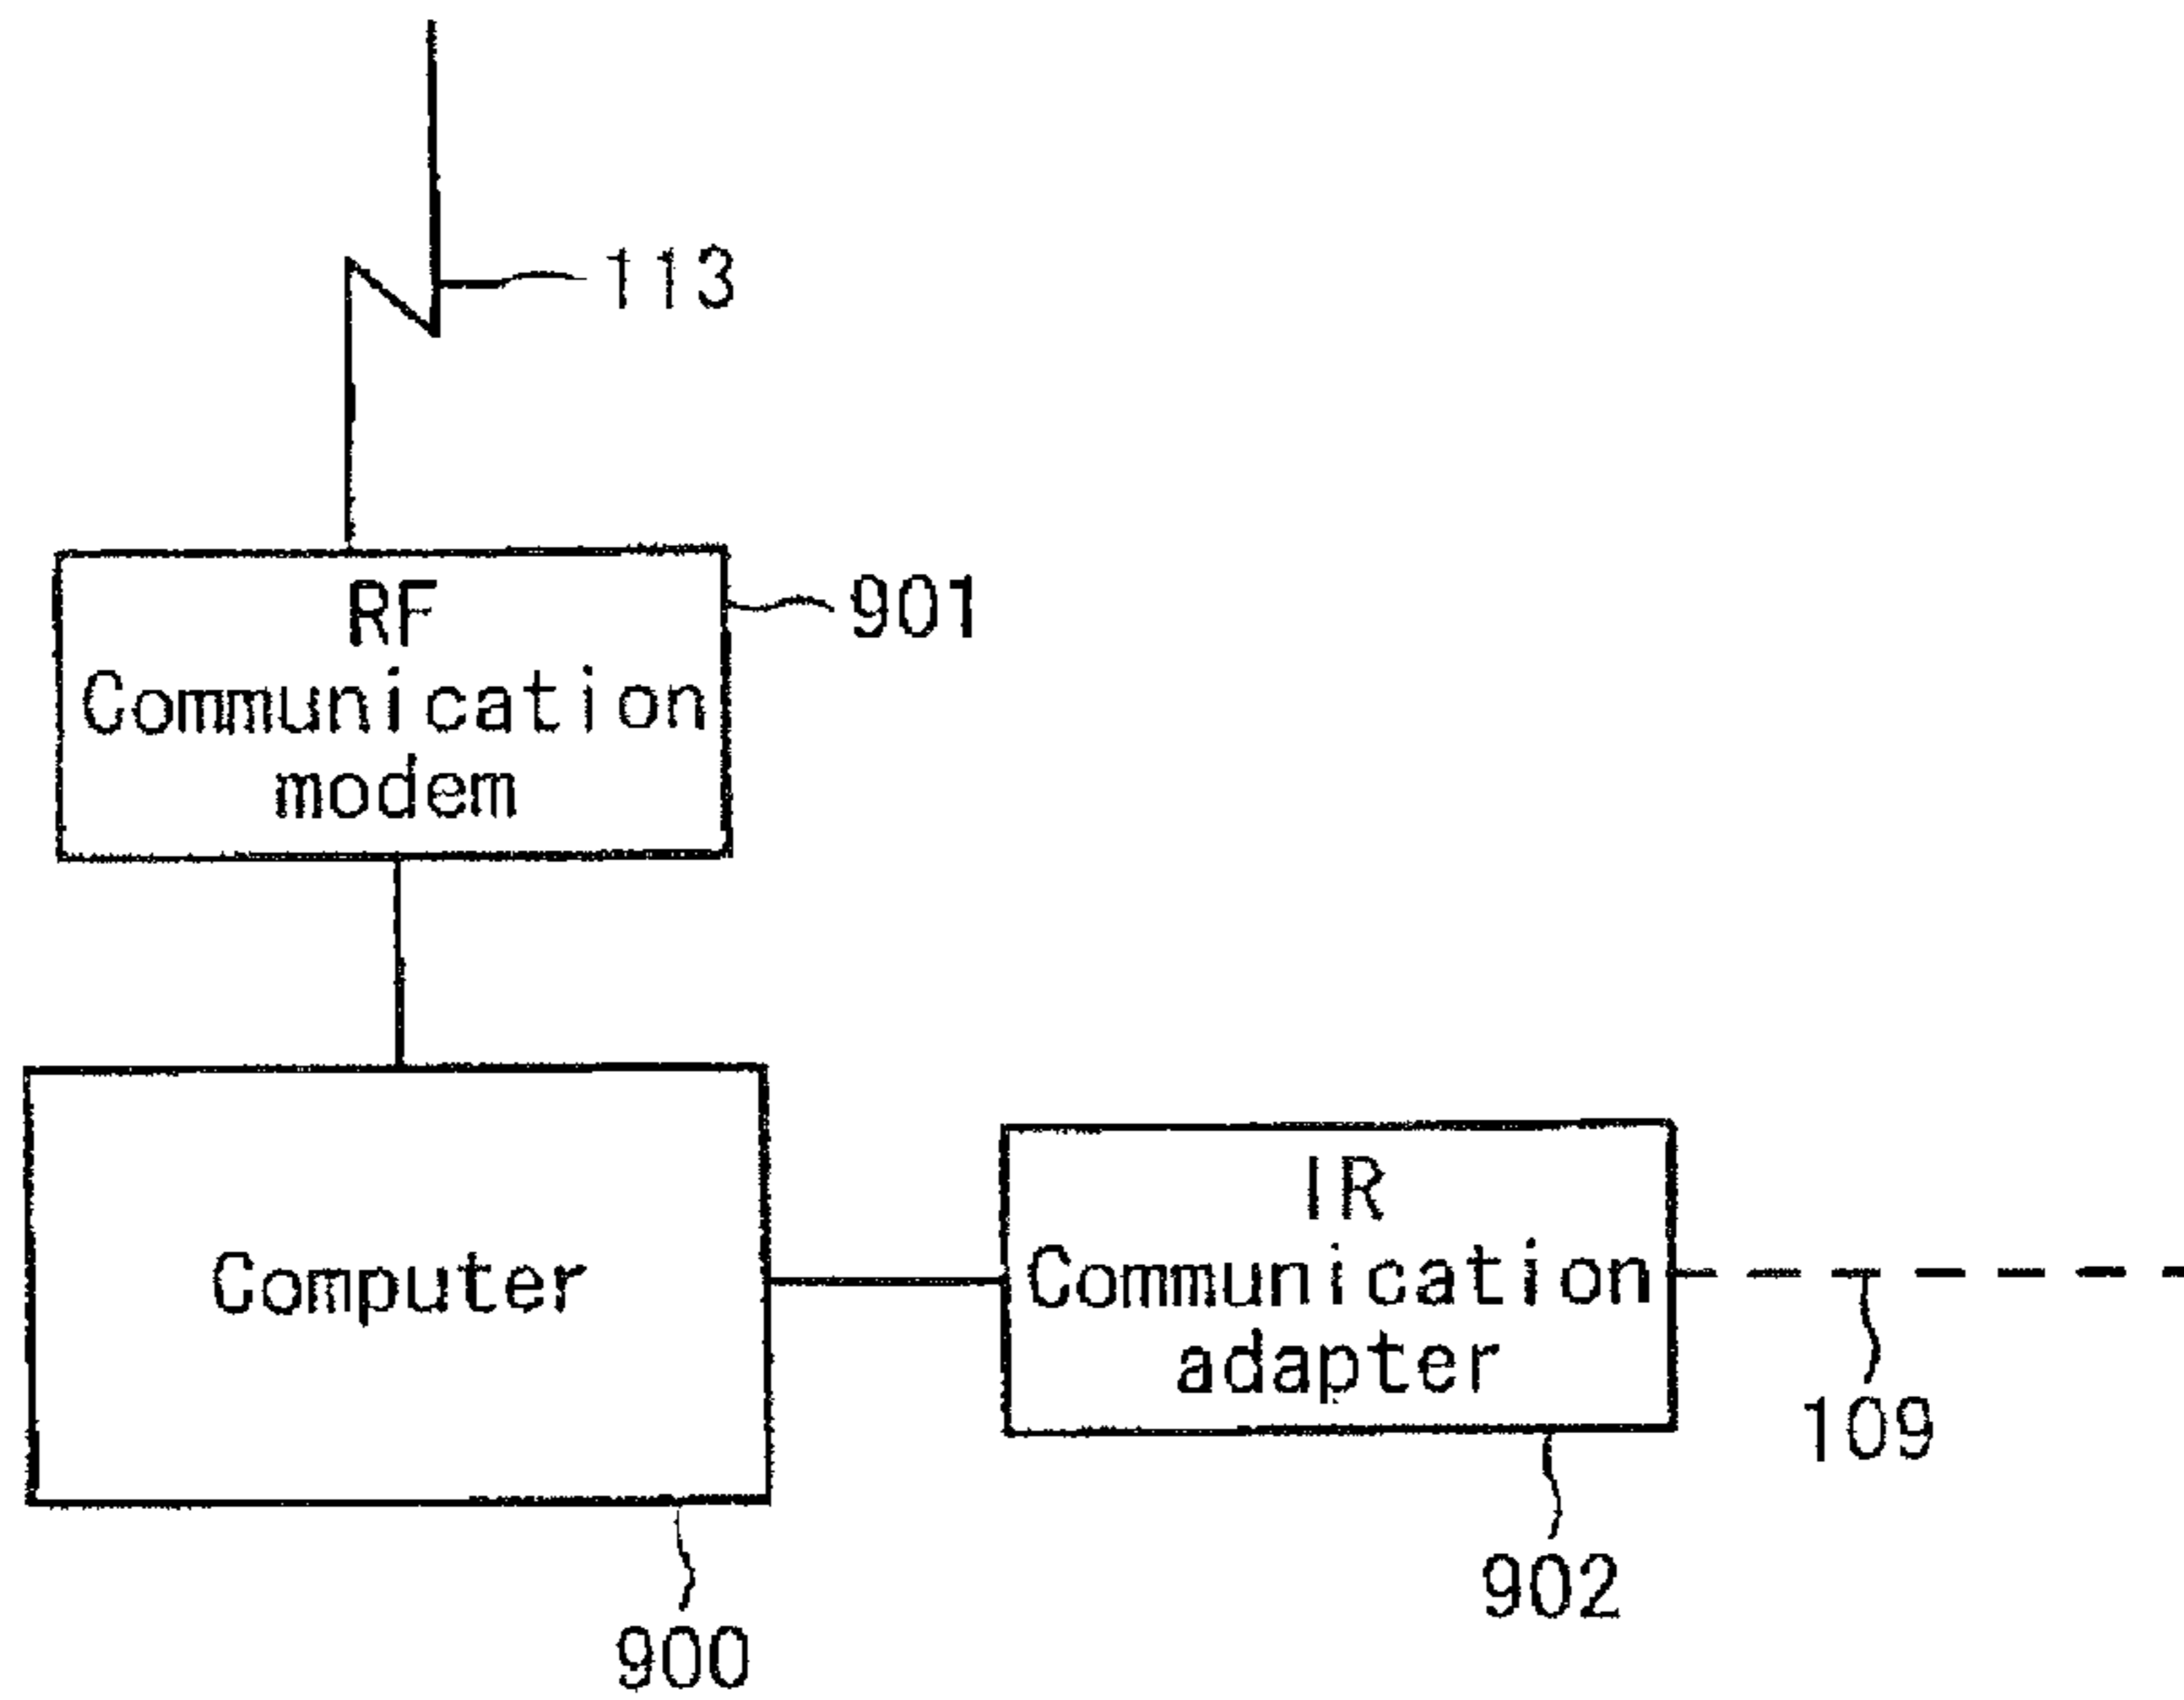 113
RF
Communication
modem
901
Computer
IR
Communication
adapter
109
902
900